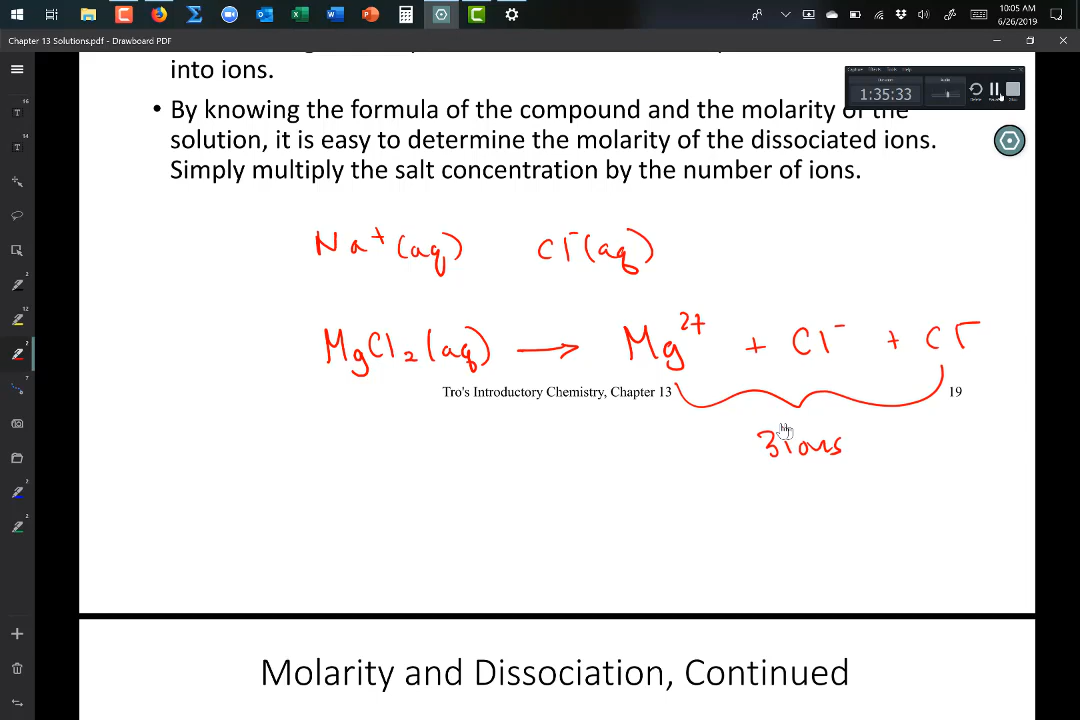 10:05 AM
6/26/2019
Chapter 13 Solutions.pdf - Drawboard PDF
into ions.
1:35:33
• By knowing the formula of the compound and the molarity of the
solution, it is easy to determine the molarity of the dissociated ions.
Simply multiply the salt concentration by the number of ions.
Na⁺(aq) Cl⁻(aq)
MgCl₂(aq) → Mg²⁺ + Cl⁻ + Cl⁻
Tro's Introductory Chemistry, Chapter 13 19
3 ions
Molarity and Dissociation, Continued